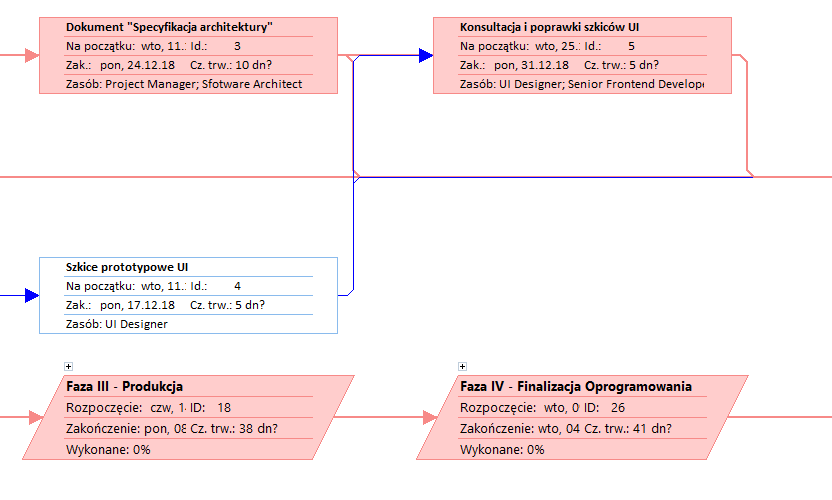 Dokument "Specyfikacja architektury"
Na początku: wto, 11.: Id.: 3
Zak.: pon, 24.12.18 Cz. trw.: 10 dn?
Zasób: Project Manager; Sfotware Architect
Konsultacja i poprawki szkiców UI
Na początku: wto, 25.: Id.: 5
Zak.: pon, 31.12.18 Cz. trw.: 5 dn?
Zasób: UI Designer; Senior Frontend Develope
Szkice prototypowe UI
Na początku: wto, 11.: Id.: 4
Zak.: pon, 17.12.18 Cz. trw.: 5 dn?
Zasób: UI Designer
Faza III - Produkcja
Rozpoczęcie: czw, 1 ID: 18
Zakończenie: pon, 08 Cz. trw.: 38 dn?
Wykonane: 0%
Faza IV - Finalizacja Oprogramowania
Rozpoczęcie: wto, 0 ID: 26
Zakończenie: wto, 04 Cz. trw.: 41 dn?
Wykonane: 0%